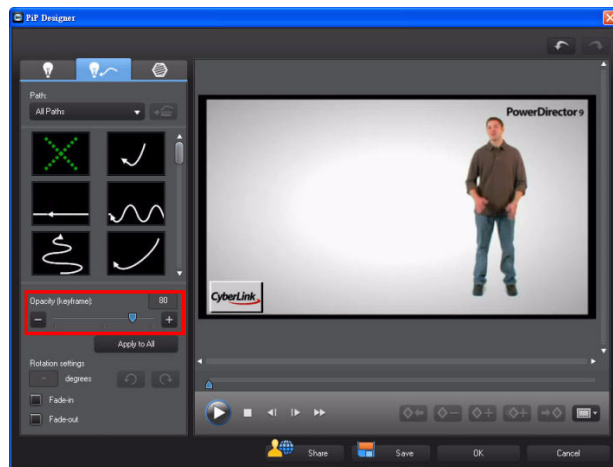 PiP Designer
Path:
All Paths
PowerDirector 9
CyberLink
Opacity (keyframe):
80
Apply to All
Rotation settings
degrees
Fade-in
Fade-out
Share
Save
OK
Cancel